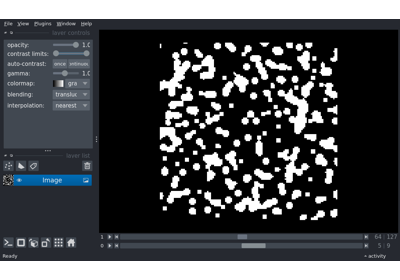 File View Plugins Window Help
layer controls
opacity: 1.0
contrast limits:
auto-contrast: once
gamma: 1.0
colormap: gra
blending: translu
interpolation: nearest
layer list
Image
1 64 127
0 5 9
Ready activity